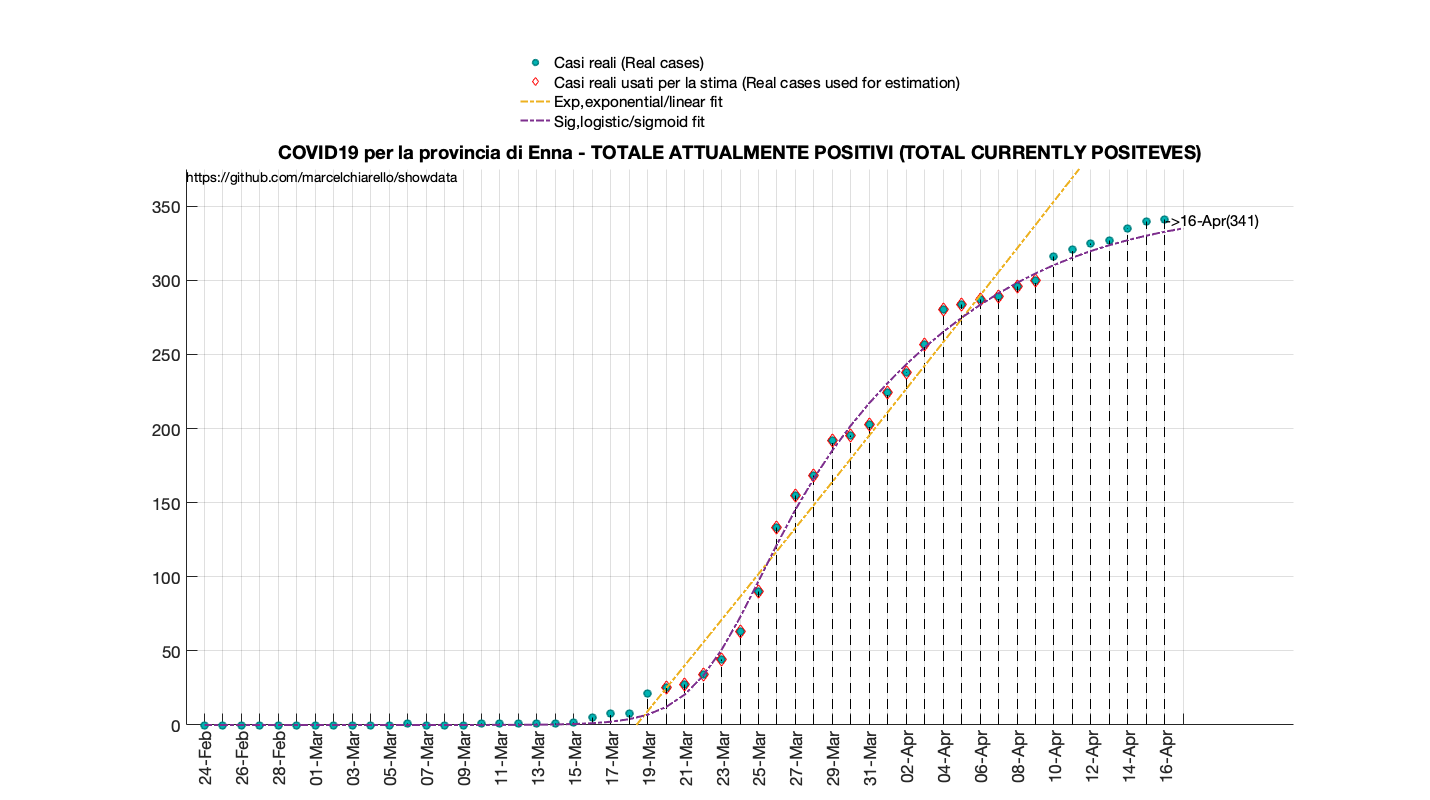 Casi reali (Real cases)
Casi reali usati per la stima (Real cases used for estimation)
Exp,exponential/linear fit
Sig,logistic/sigmoid fit
COVID19 per la provincia di Enna - TOTALE ATTUALMENTE POSITIVI (TOTAL CURRENTLY POSITEVES)
https://github.com/marcelchiarello/showdata
350
300
250
200
150
100
50
0
->16-Apr(341)
24-Feb
26-Feb
28-Feb
01-Mar
03-Mar
05-Mar
07-Mar
09-Mar
11-Mar
13-Mar
15-Mar
17-Mar
19-Mar
21-Mar
23-Mar
25-Mar
27-Mar
29-Mar
31-Mar
02-Apr
04-Apr
06-Apr
08-Apr
10-Apr
12-Apr
14-Apr
16-Apr